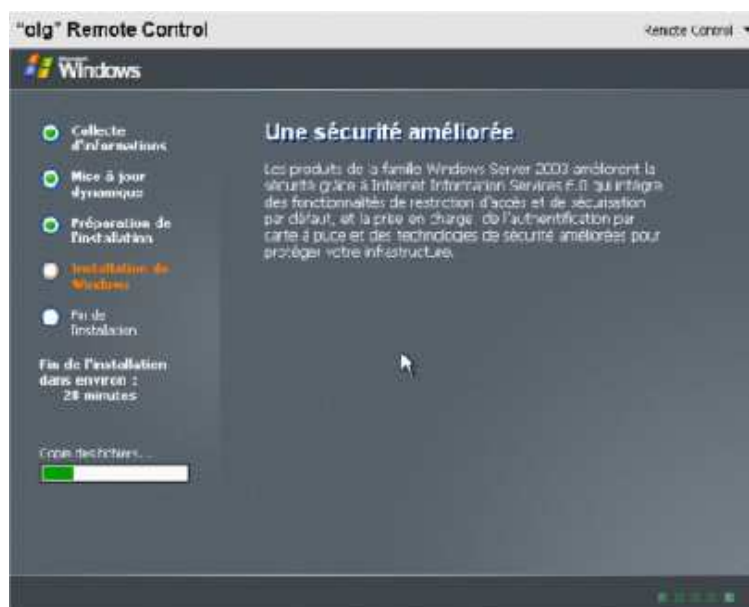 "olg" Remote Control
Remote Control
Microsoft
Windows
Collecte
d'informations
Mise à jour
dynamique
Préparation de
l'installation
Installation de
Windows
Fin de
l'installation
Fin de l'installation
dans environ :
28 minutes
Copie des fichiers...
Une sécurité améliorée
Les produits de la famille Windows Server 2003 améliorent la
sécurité grâce à Internet Information Services 6.0 qui intègre
des fonctionnalités de restriction d'accès et de sécurisation
par défaut, et la prise en charge de l'authentification par
carte à puce et des technologies de sécurité améliorées pour
protéger votre infrastructure.